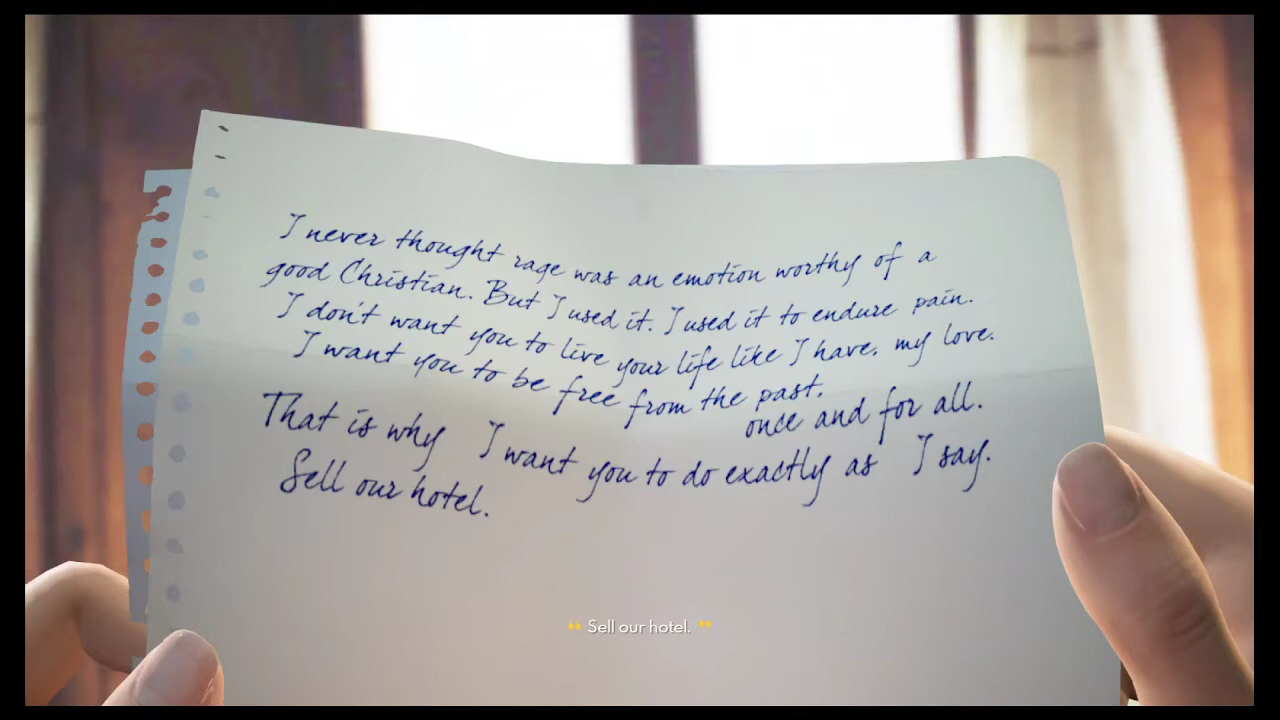 I never thought rage was an emotion worthy of a
good Christian. But I used it. I used it to endure pain.
I don't want you to live your life like I have, my love.
I want you to be free from the past,
once and for all.
That is why I want you to do exactly as I say.
Sell our hotel.
❝ Sell our hotel. ❞